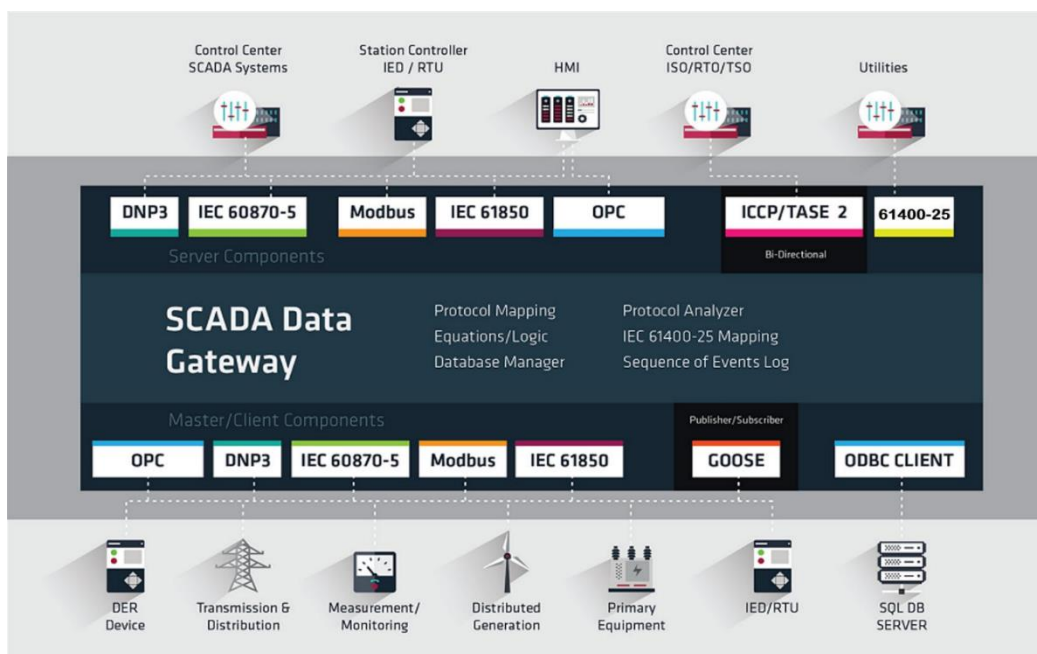 Control Center
SCADA Systems
Station Controller
IED / RTU
HMI
Control Center
ISO/RTO/TSO
Utilities
DNP3
IEC 60870-5
Modbus
IEC 61850
OPC
ICCP/TASE 2
61400-25
Server Components
Bi-Directional
SCADA Data
Gateway
Protocol Mapping
Equations/Logic
Database Manager
Protocol Analyzer
IEC 61400-25 Mapping
Sequence of Events Log
Master/Client Components
Publisher/Subscriber
OPC
DNP3
IEC 60870-5
Modbus
IEC 61850
GOOSE
ODBC CLIENT
DER
Device
Transmission &
Distribution
Measurement/
Monitoring
Distributed
Generation
Primary
Equipment
IED/RTU
SQL DB
SERVER